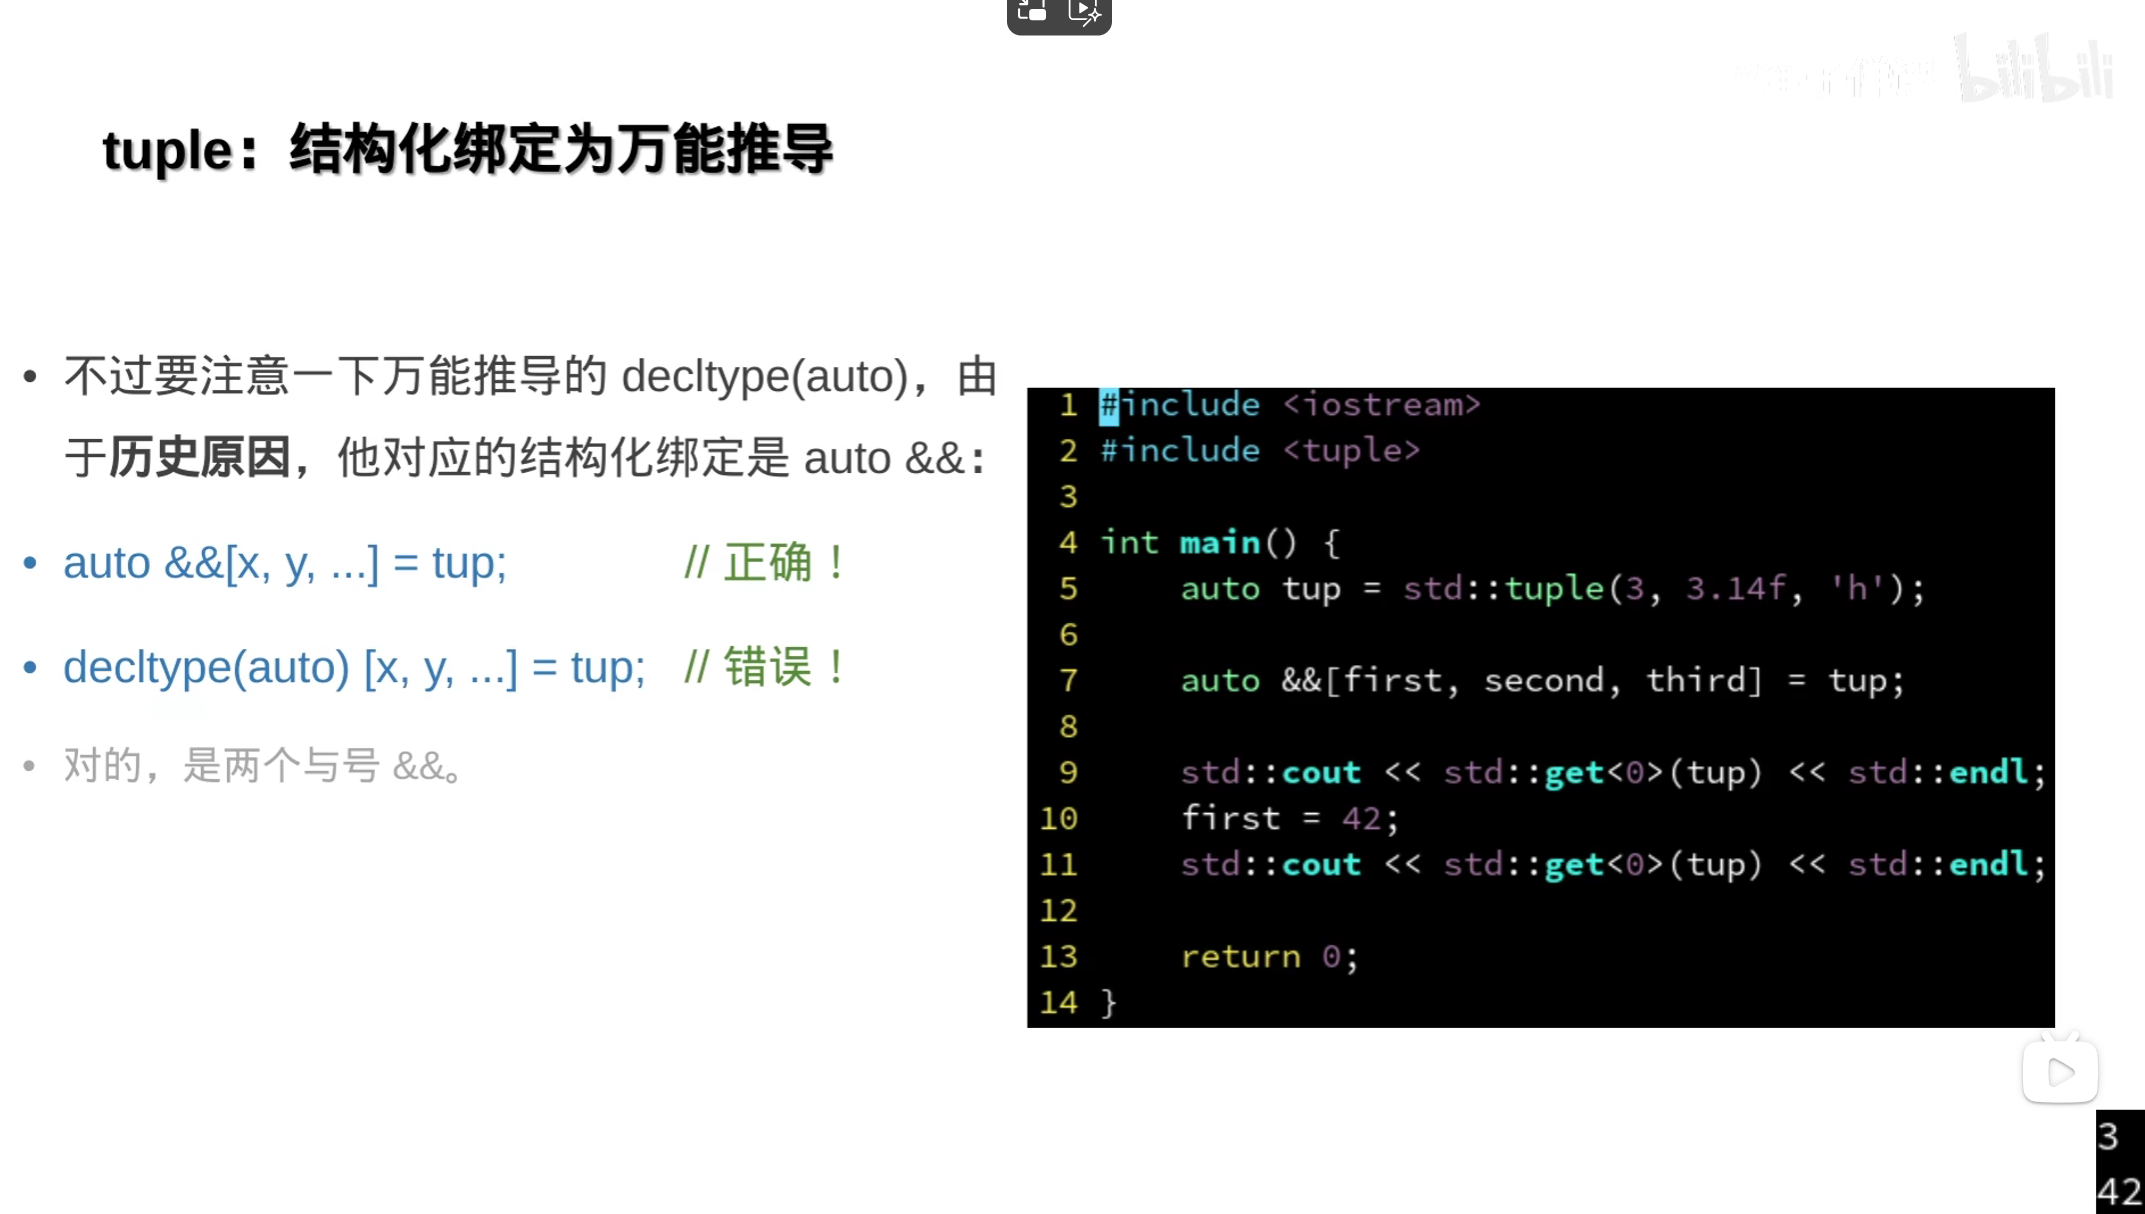 bilibili
tuple：结构化绑定为万能推导
• 不过要注意一下万能推导的 decltype(auto)，由
于历史原因，他对应的结构化绑定是 auto &&：
• auto &&[x, y, ...] = tup; // 正确！
• decltype(auto) [x, y, ...] = tup; // 错误！
• 对的，是两个与号 &&。
1 #include <iostream>
2 #include <tuple>
3
4 int main() {
5     auto tup = std::tuple(3, 3.14f, 'h');
6
7     auto &&[first, second, third] = tup;
8
9     std::cout << std::get<0>(tup) << std::endl;
10     first = 42;
11     std::cout << std::get<0>(tup) << std::endl;
12
13     return 0;
14 }
3
42